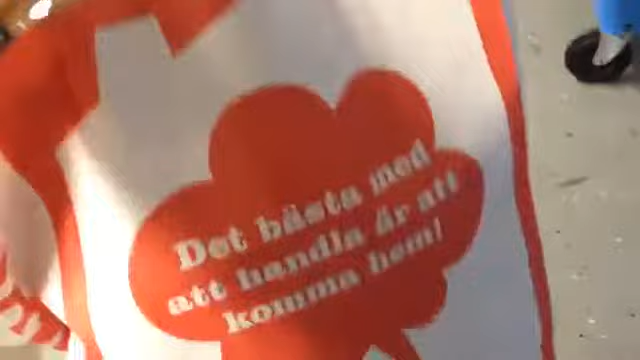 Det bästa med
att handla är att
komma hem!